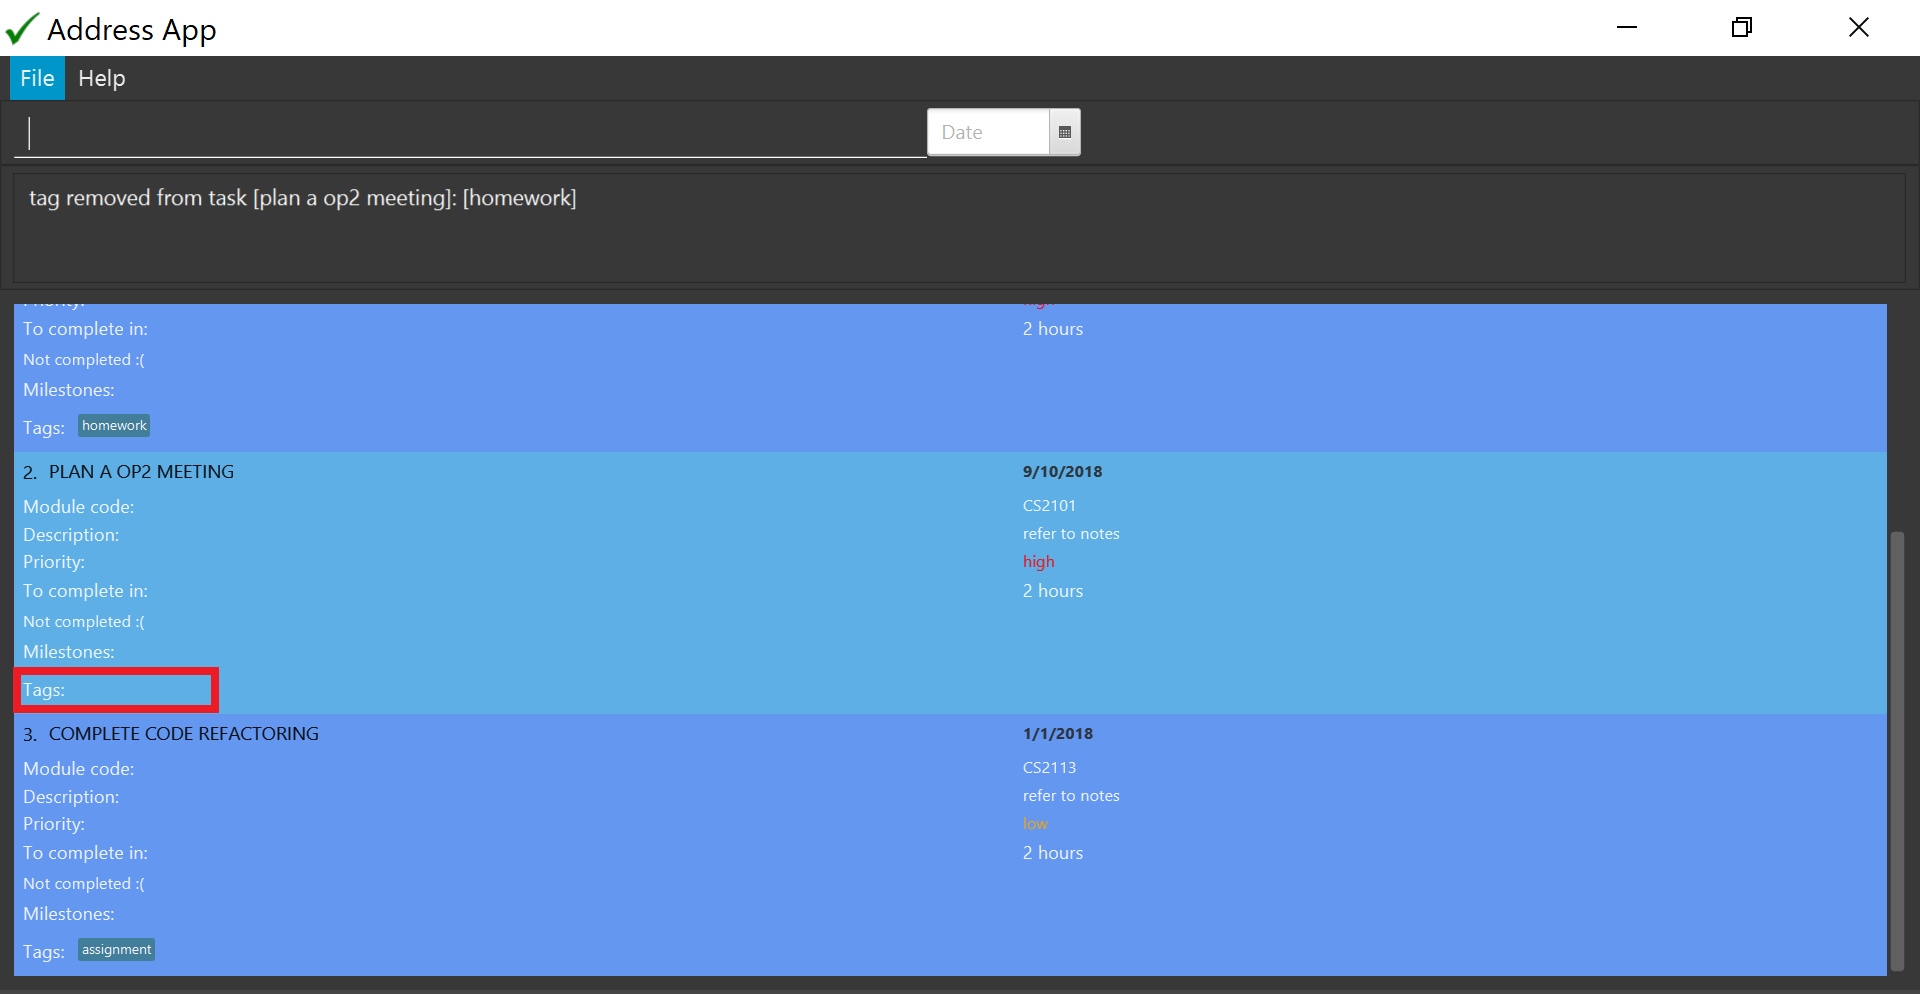 Address App
File Help
Date
tag removed from task [plan a op2 meeting]: [homework]
To complete in: 2 hours
Not completed :(
Milestones:
Tags: homework
2. PLAN A OP2 MEETING 9/10/2018
Module code: CS2101
Description: refer to notes
Priority: high
To complete in: 2 hours
Not completed :(
Milestones:
Tags:
3. COMPLETE CODE REFACTORING 1/1/2018
Module code: CS2113
Description: refer to notes
Priority: low
To complete in: 2 hours
Not completed :(
Milestones:
Tags: assignment